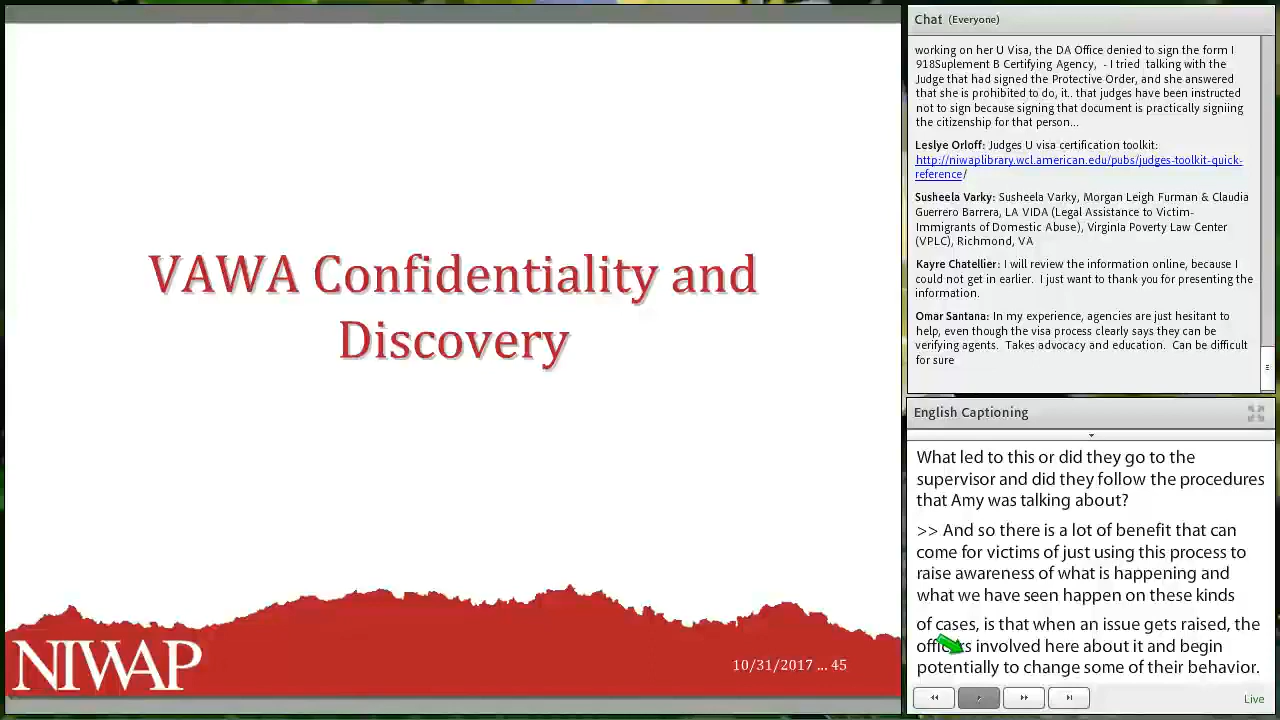 VAWA Confidentiality and
Discovery
NIWAP
10/31/2017 ... 45
Chat (Everyone)
working on her U Visa, the DA Office denied to sign the form I
918Suplement B Certifying Agency, - I tried talking with the
Judge that had signed the Protective Order, and she answered
that she is prohibited to do, it.. that judges have been instructed
not to sign because signing that document is practically signiing
the citizenship for that person...
Leslye Orloff: Judges U visa certification toolkit:
http://niwaplibrary.wcl.american.edu/pubs/judges-toolkit-quick-
reference/
Susheela Varky: Susheela Varky, Morgan Leigh Furman & Claudia
Guerrero Barrera, LA VIDA (Legal Assistance to Victim-
Immigrants of Domestic Abuse), Virginla Poverty Law Center
(VPLC), Richmond, VA
Kayre Chatellier: I will review the information online, because I
could not get in earlier. I just want to thank you for presenting the
information.
Omar Santana: In my experience, agencies are just hesitant to
help, even though the visa process clearly says they can be
verifying agents. Takes advocacy and education. Can be difficult
for sure
English Captioning
What led to this or did they go to the
supervisor and did they follow the procedures
that Amy was talking about?
>> And so there is a lot of benefit that can
come for victims of just using this process to
raise awareness of what is happening and
what we have seen happen on these kinds
of cases, is that when an issue gets raised, the
officers involved here about it and begin
potentially to change some of their behavior.
Live